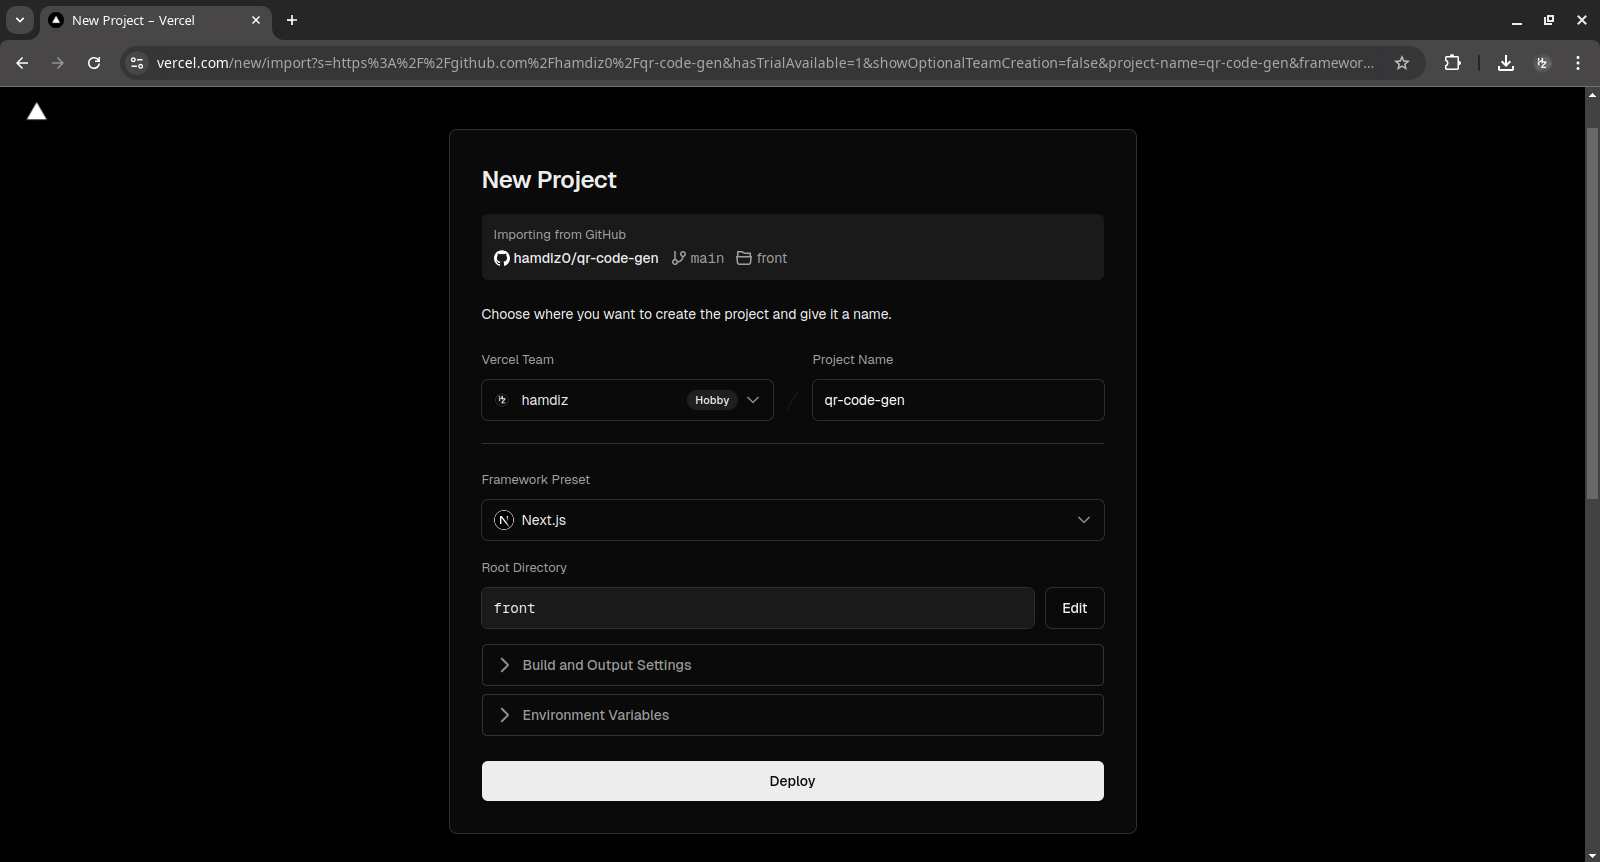 New Project – Vercel
vercel.com/new/import?s=https%3A%2F%2Fgithub.com%2Fhamdiz0%2Fqr-code-gen&hasTrialAvailable=1&showOptionalTeamCreation=false&project-name=qr-code-gen&framewor...
New Project
Importing from GitHub
hamdiz0/qr-code-gen main front
Choose where you want to create the project and give it a name.
Vercel Team Project Name
hamdiz Hobby / qr-code-gen
Framework Preset
Next.js
Root Directory
front Edit
Build and Output Settings
Environment Variables
Deploy